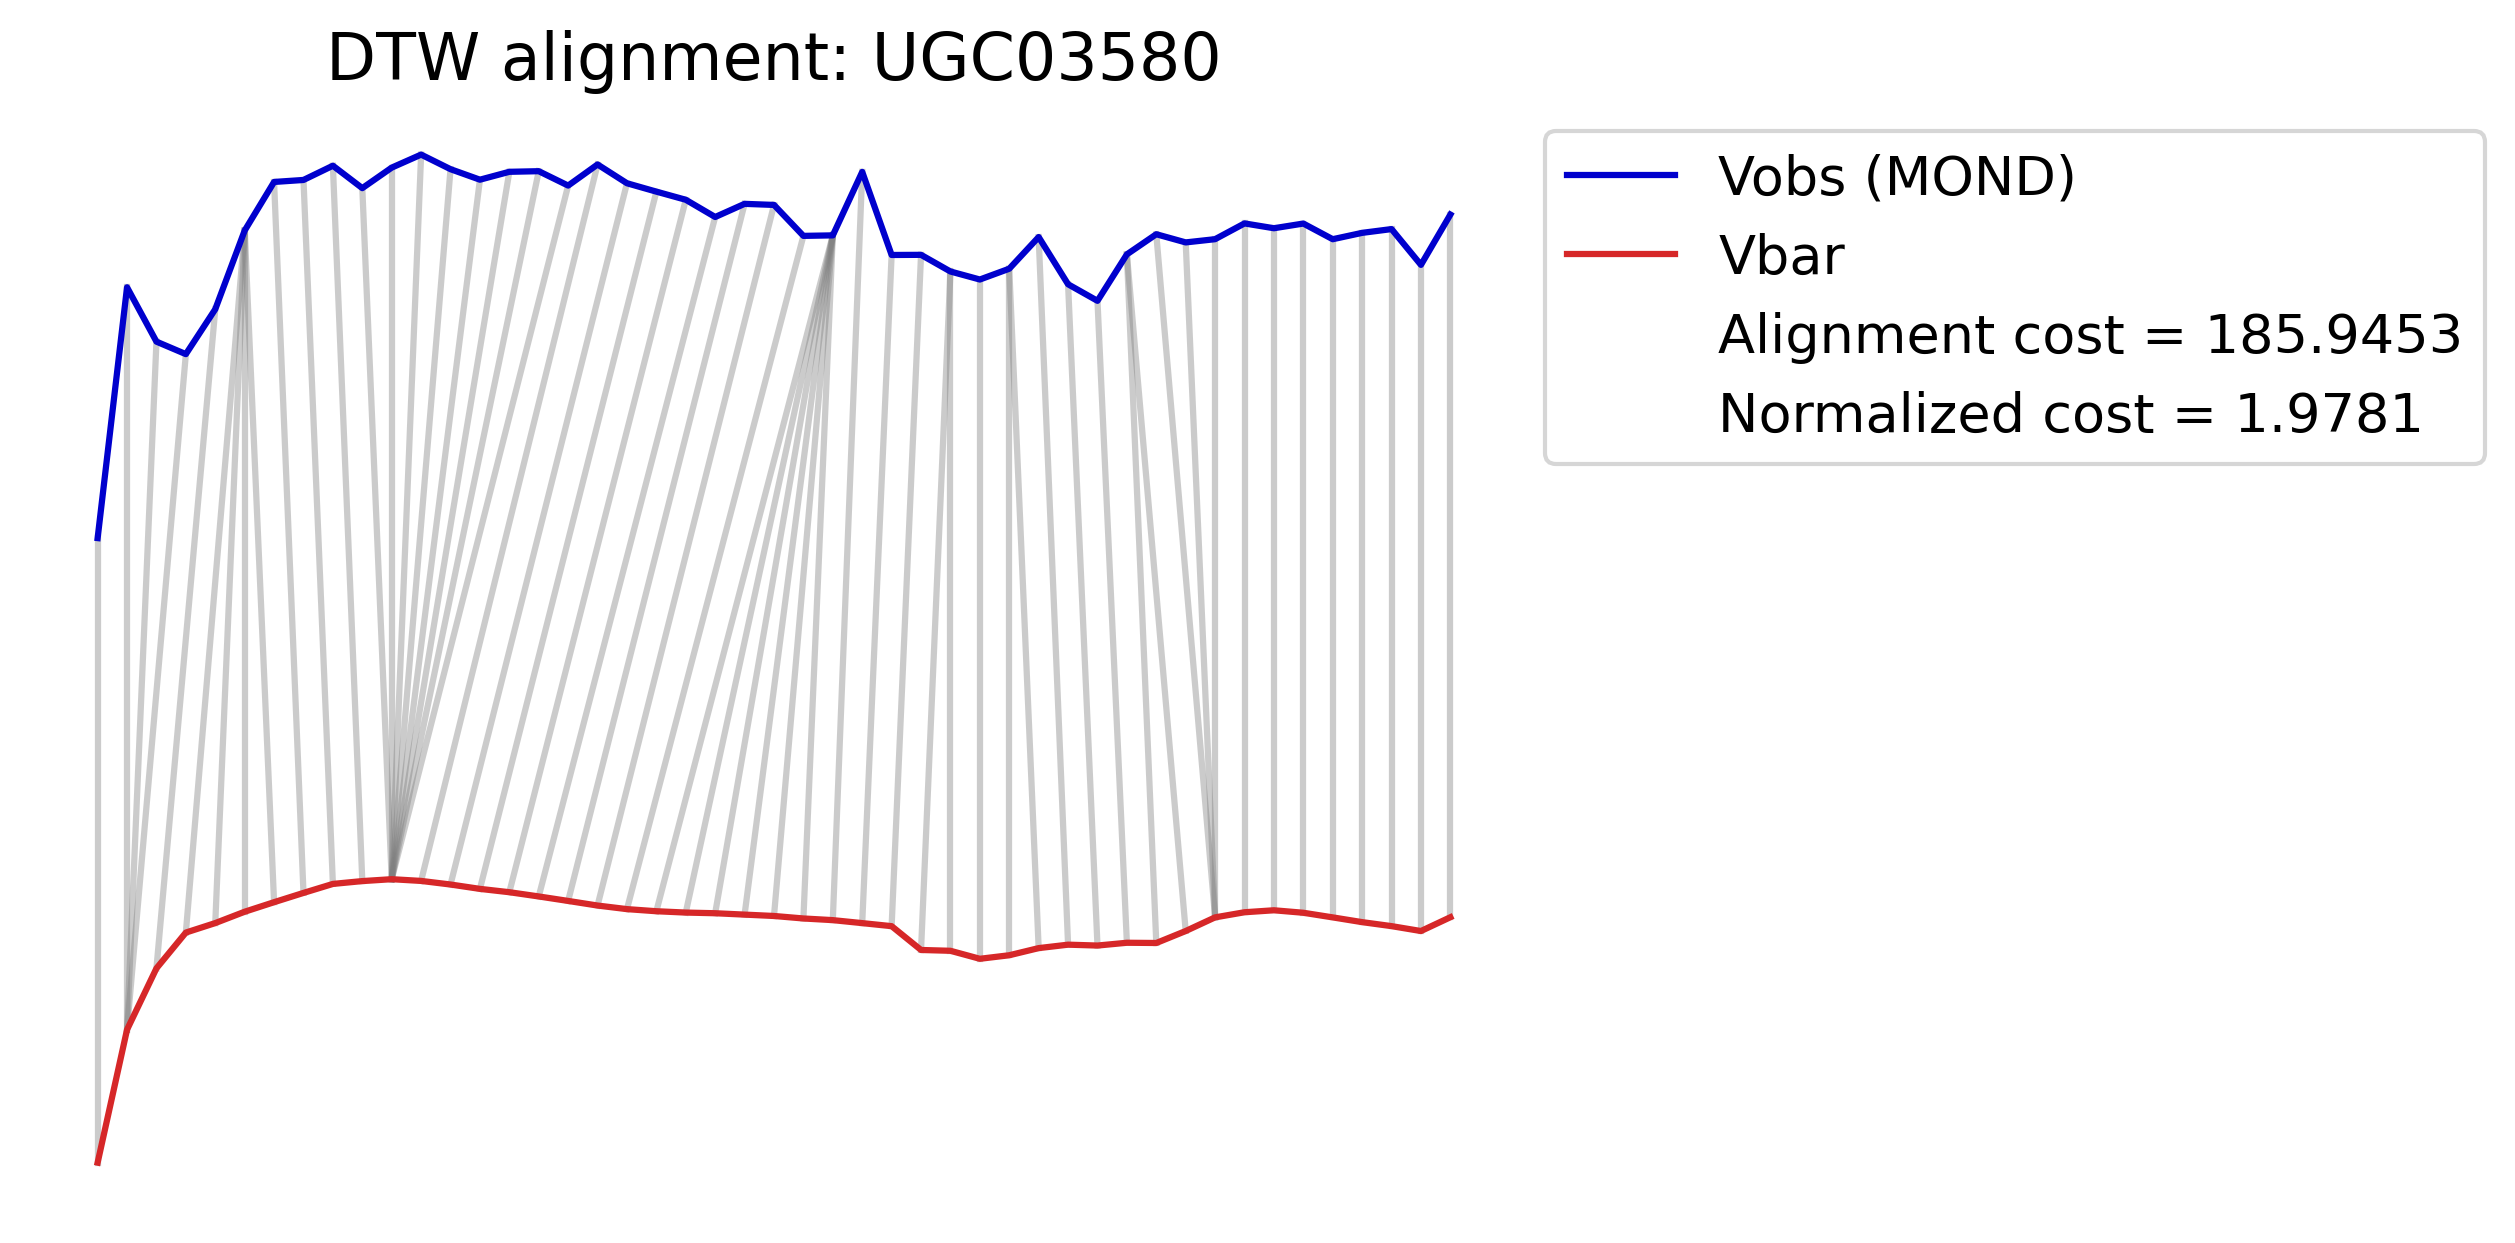 DTW alignment: UGC03580
Vobs (MOND)
Vbar
Alignment cost = 185.9453
Normalized cost = 1.9781